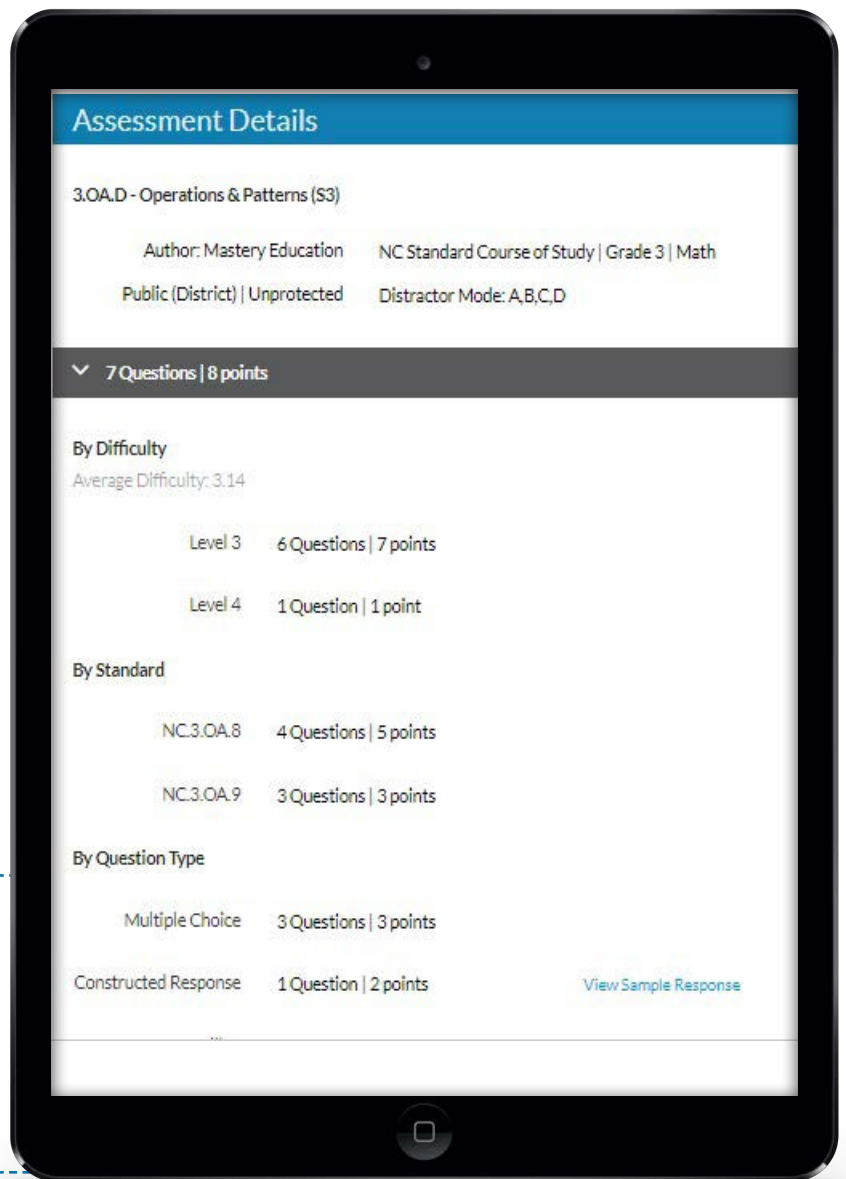 Assessment Details
3.OA.D - Operations & Patterns (S3)
Author: Mastery Education NC Standard Course of Study | Grade 3 | Math
Public (District) | Unprotected Distractor Mode: A,B,C,D
7 Questions | 8 points
By Difficulty
Average Difficulty: 3.14
Level 3 6 Questions | 7 points
Level 4 1 Question | 1 point
By Standard
NC.3.OA.8 4 Questions | 5 points
NC.3.OA.9 3 Questions | 3 points
By Question Type
Multiple Choice 3 Questions | 3 points
Constructed Response 1 Question | 2 points View Sample Response